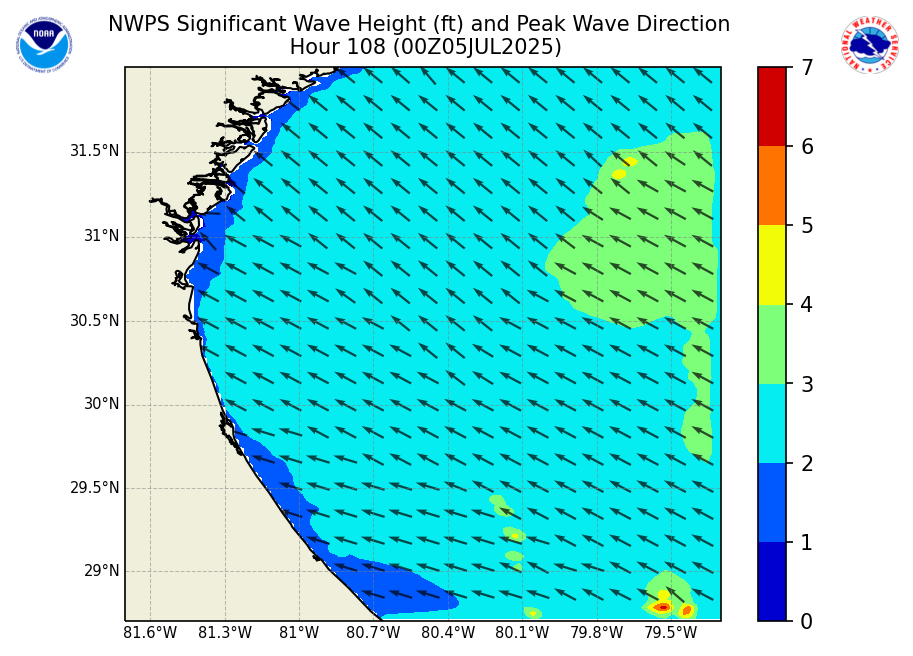 NWPS Significant Wave Height (ft) and Peak Wave Direction
Hour 108 (00Z05JUL2025)
NOAA
NATIONAL WEATHER SERVICE
31.5°N
31°N
30.5°N
30°N
29.5°N
29°N
81.6°W 81.3°W 81°W 80.7°W 80.4°W 80.1°W 79.8°W 79.5°W
7
6
5
4
3
2
1
0